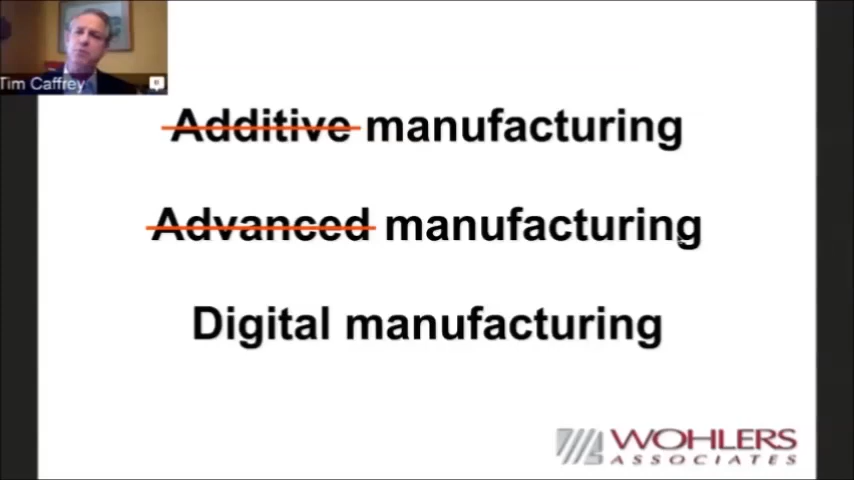 Tim Caffrey
Additive manufacturing
Advanced manufacturing
Digital manufacturing
WOHLERS
ASSOCIATES